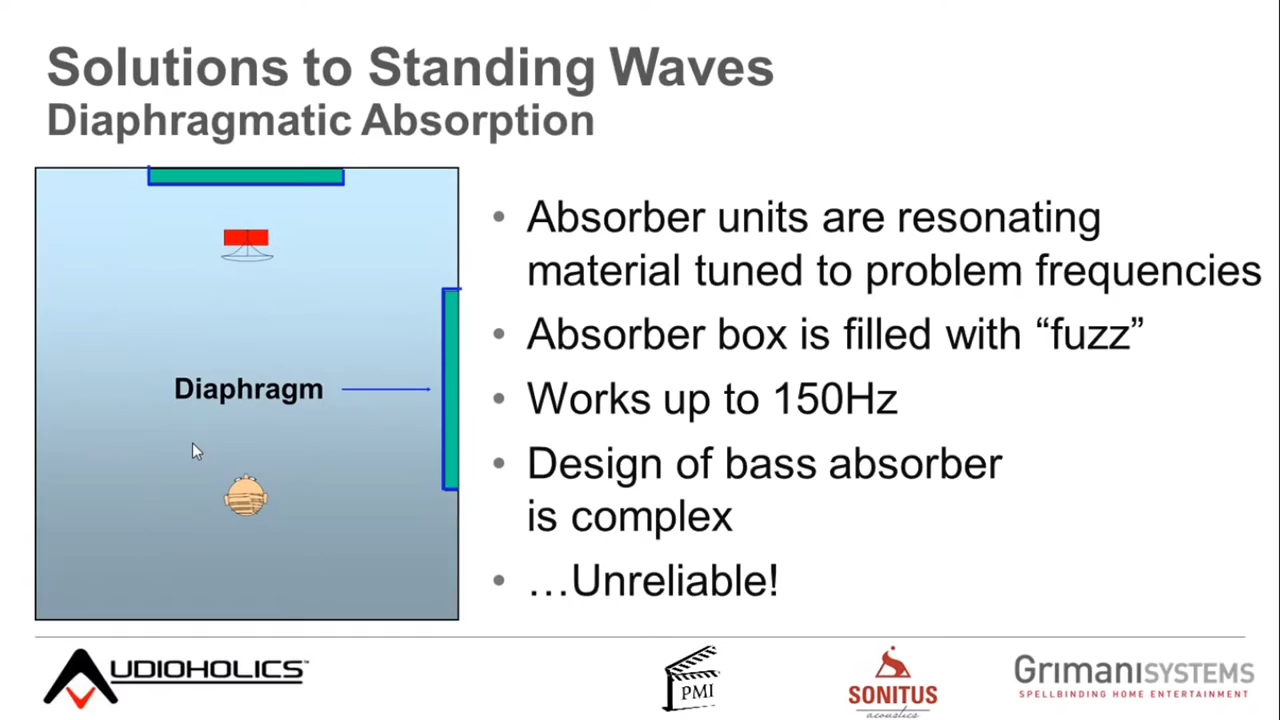 Solutions to Standing Waves
Diaphragmatic Absorption
Diaphragm
• Absorber units are resonating
material tuned to problem frequencies
• Absorber box is filled with “fuzz”
• Works up to 150Hz
• Design of bass absorber
is complex
• …Unreliable!
AUDIOHOLICS™
PMI
SONITUS
acoustics
GRIMANISYSTEMS
SPELLBINDING HOME ENTERTAINMENT